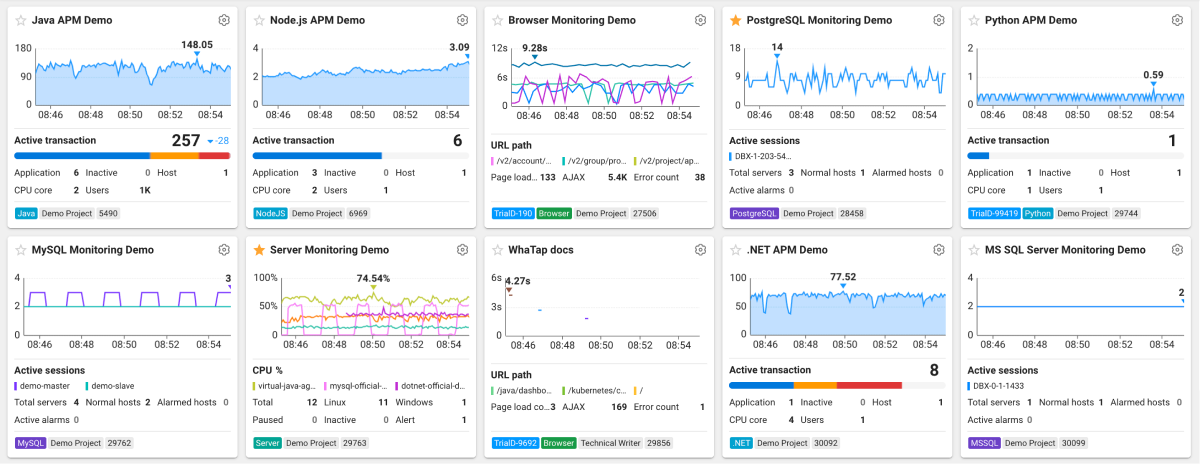 Java APM Demo
148.05
180
120
60
0
08:46 08:48 08:50 08:52 08:54
Active transaction 257 -28
Application 6 Inactive 0 Host 1
CPU core 2 Users 1K
Java Demo Project 5490
Node.js APM Demo
3.09
4
2
0
08:46 08:48 08:50 08:52 08:54
Active transaction 6
Application 3 Inactive 0 Host 1
CPU core 2 Users 1
NodeJS Demo Project 6969
Browser Monitoring Demo
9.28s
12s
6s
0
08:46 08:48 08:50 08:52 08:54
URL path
/v2/account/... /v2/group/pro... /v2/project/ap...
Page load... 133 AJAX 5.4K Error count 38
TrialD-190 Browser Demo Project 27506
PostgreSQL Monitoring Demo
14
18
9
0
08:46 08:48 08:50 08:52 08:54
Active sessions
DBX-1-203-54...
Total servers 3 Normal hosts 1 Alarmed hosts 0
Active alarms 0
PostgreSQL Demo Project 28458
Python APM Demo
0.59
2
1
0
08:46 08:48 08:50 08:52 08:54
Active transaction 1
Application 1 Inactive 0 Host 1
CPU core 1 Users 1
TrialD-99419 Python Demo Project 29744
MySQL Monitoring Demo
3
4
2
0
08:46 08:48 08:50 08:52 08:54
Active sessions
demo-master demo-slave
Total servers 4 Normal hosts 2 Alarmed hosts 0
Active alarms 0
MySQL Demo Project 29762
Server Monitoring Demo
74.54%
100%
50%
0
08:46 08:48 08:50 08:52 08:54
CPU %
virtual-java-ag... mysql-official-... dotnet-official-d...
Total 12 Linux 11 Windows 1
Paused 0 Inactive 0 Alert 1
Server Demo Project 29763
WhaTap docs
4.27s
6s
3s
0
08:46 08:48 08:50 08:52 08:54
URL path
/java/dashbo... /kubernetes/c... /
Page load co...3 AJAX 169 Error count 1
TrialD-9692 Browser Technical Writer 29856
.NET APM Demo
77.52
100
50
0
08:46 08:48 08:50 08:52 08:54
Active transaction 8
Application 1 Inactive 0 Host 1
CPU core 4 Users 1
.NET Demo Project 30092
MS SQL Server Monitoring Demo
2
4
2
0
08:46 08:48 08:50 08:52 08:54
Active sessions
DBX-0-1-1433
Total servers 1 Normal hosts 1 Alarmed hosts 0
Active alarms 0
MSSQL Demo Project 30099